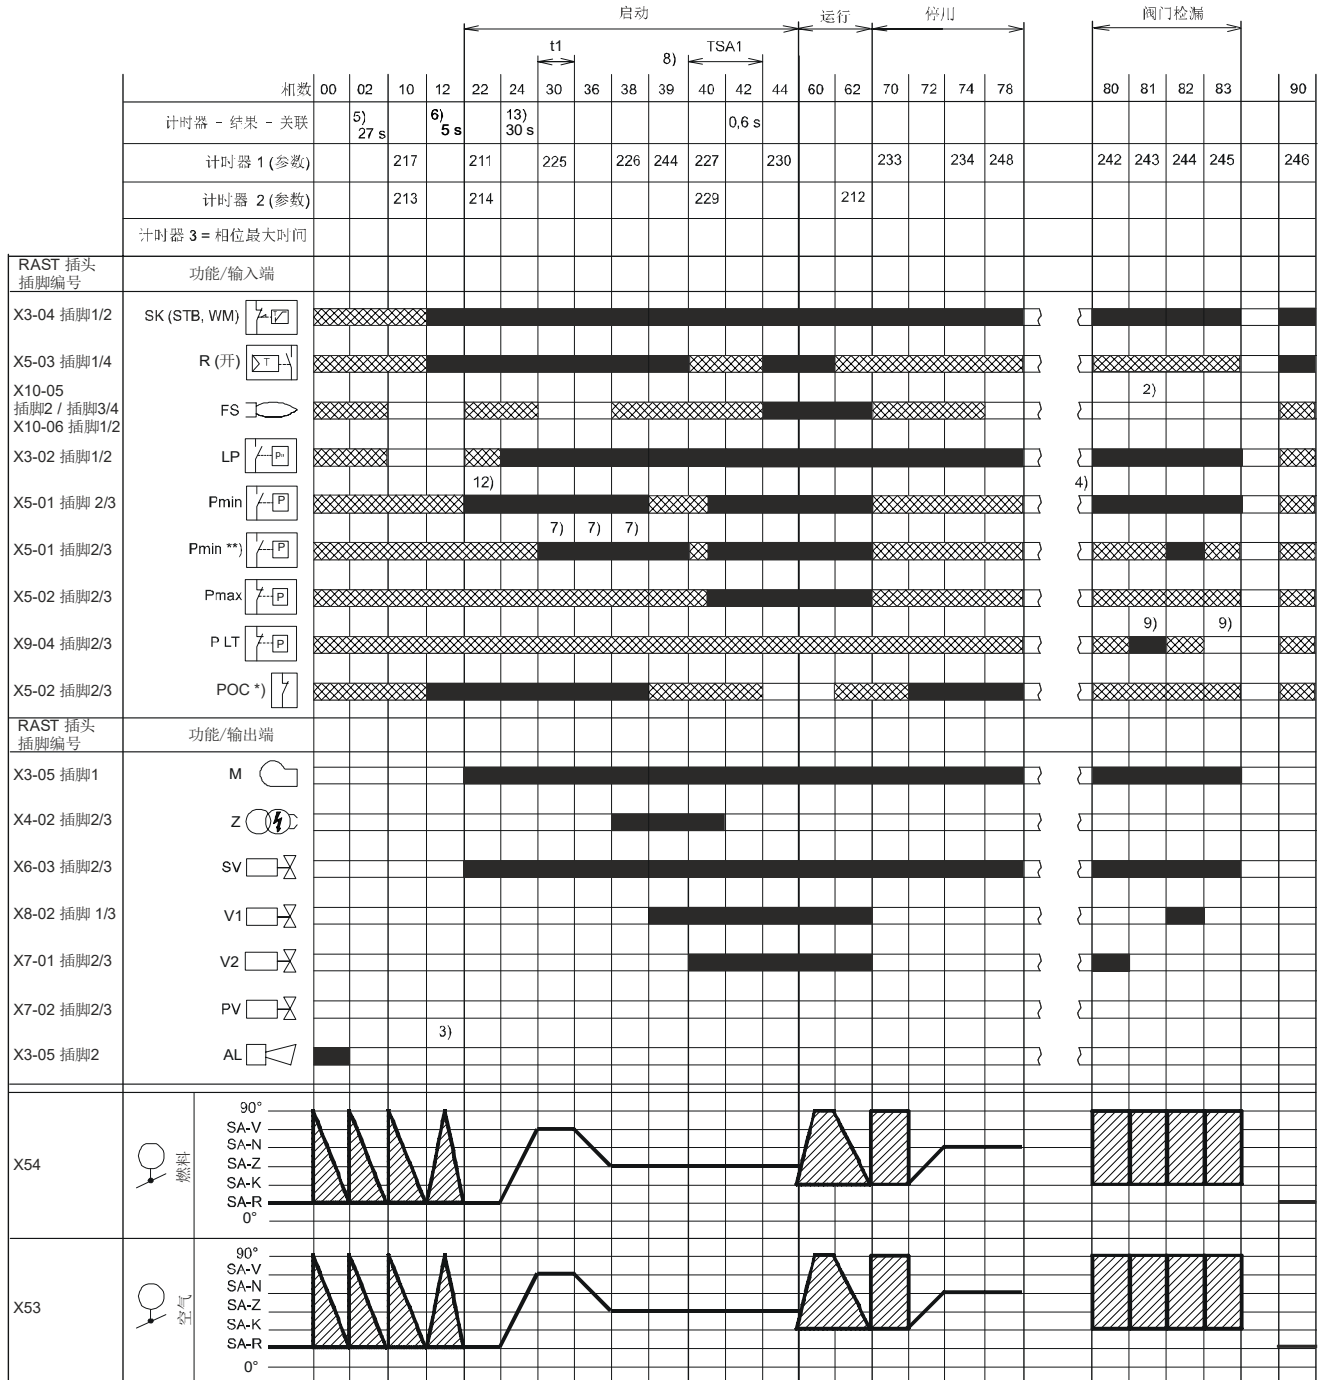 启动 运行 停用 阀门检漏
t1 8) TSA1
相数 00 02 10 12 22 24 30 36 38 39 40 42 44 60 62 70 72 74 78 80 81 82 83 90
计时器 - 结果 - 关联 5) 27 s 6) 5 s 13) 30 s 0,6 s
计时器 1 (参数) 217 211 225 226 244 227 230 233 234 248 242 243 244 245 246
计时器 2 (参数) 213 214 229 212
计时器 3 = 相位最大时间
RAST 插头
插脚编号 功能/输入端
X3-04 插脚1/2 SK (STB, WM)
X5-03 插脚1/4 R (开) T
X10-05
插脚2 / 插脚3/4 FS 2)
X10-06 插脚1/2
X3-02 插脚1/2 LP
12) 4)
X5-01 插脚 2/3 Pmin P
7) 7) 7)
X5-01 插脚2/3 Pmin **) P
X5-02 插脚2/3 Pmax P
9) 9)
X9-04 插脚2/3 P LT P
X5-02 插脚2/3 POC *)
RAST 插头
插脚编号 功能/输出端
X3-05 插脚1 M
X4-02 插脚2/3 Z
X6-03 插脚2/3 SV
X8-02 插脚 1/3 V1
X7-01 插脚2/3 V2
X7-02 插脚2/3 PV
3)
X3-05 插脚2 AL
X54 燃料
90°
SA-V
SA-N
SA-Z
SA-K
SA-R
0°
X53 空气
90°
SA-V
SA-N
SA-Z
SA-K
SA-R
0°